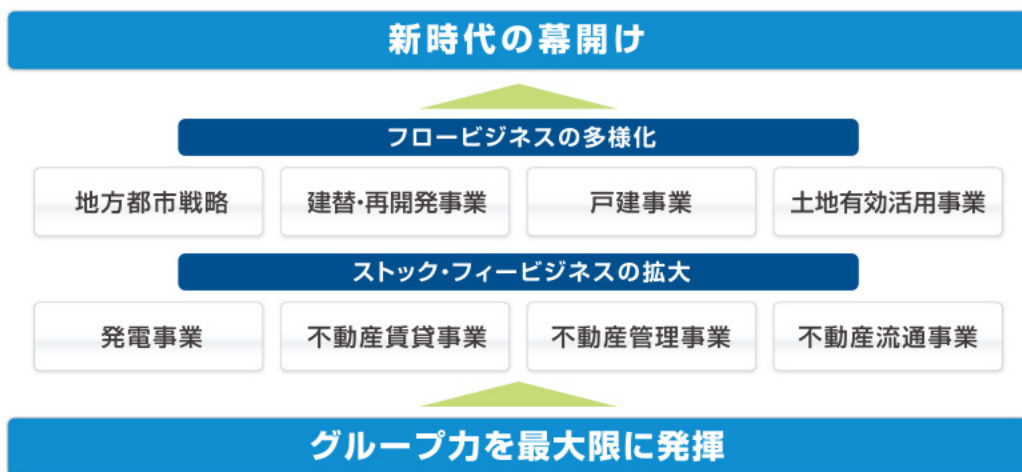 新時代の幕開け
フロービジネスの多様化
地方都市戦略 建替・再開発事業 戸建事業 土地有効活用事業
ストック・フィービジネスの拡大
発電事業 不動産賃貸事業 不動産管理事業 不動産流通事業
グループ力を最大限に発揮